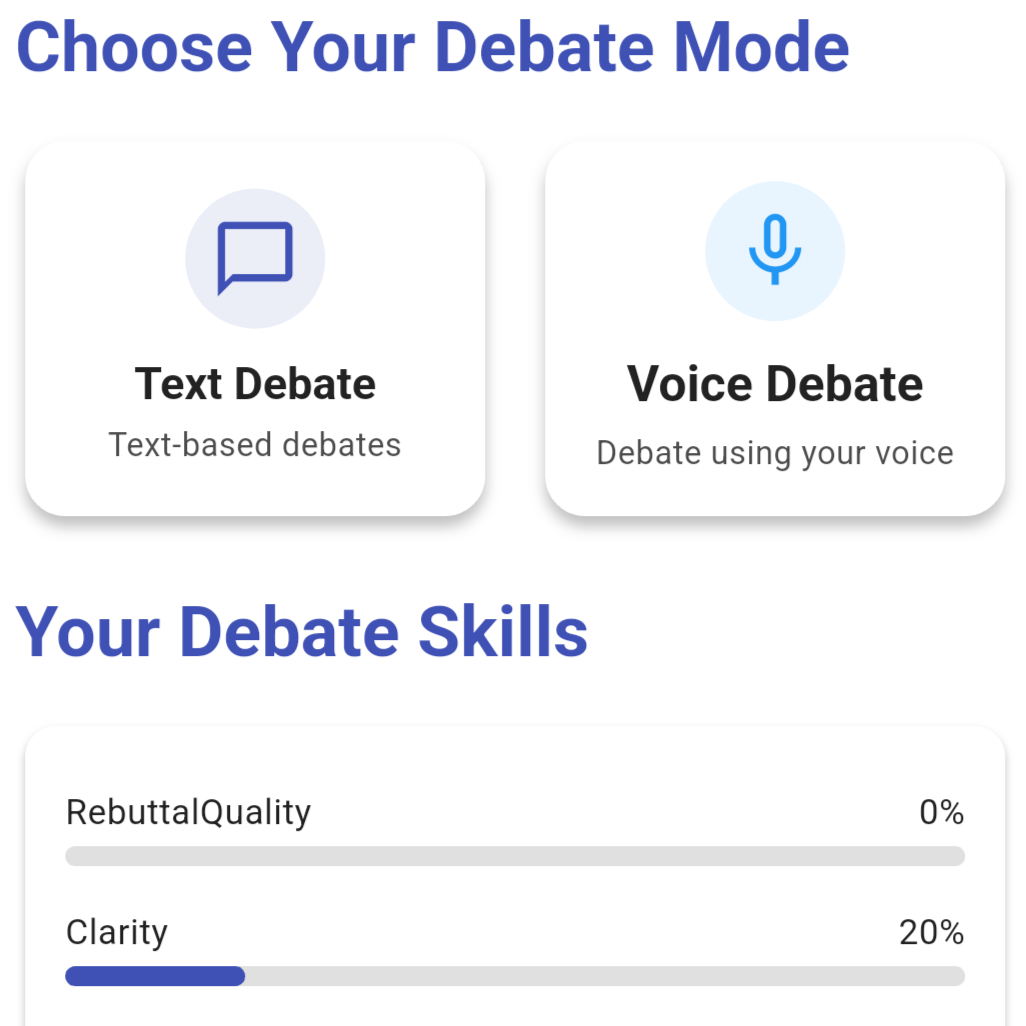 Choose Your Debate Mode
Text Debate
Text-based debates
Voice Debate
Debate using your voice
Your Debate Skills
RebuttalQuality 0%
Clarity 20%